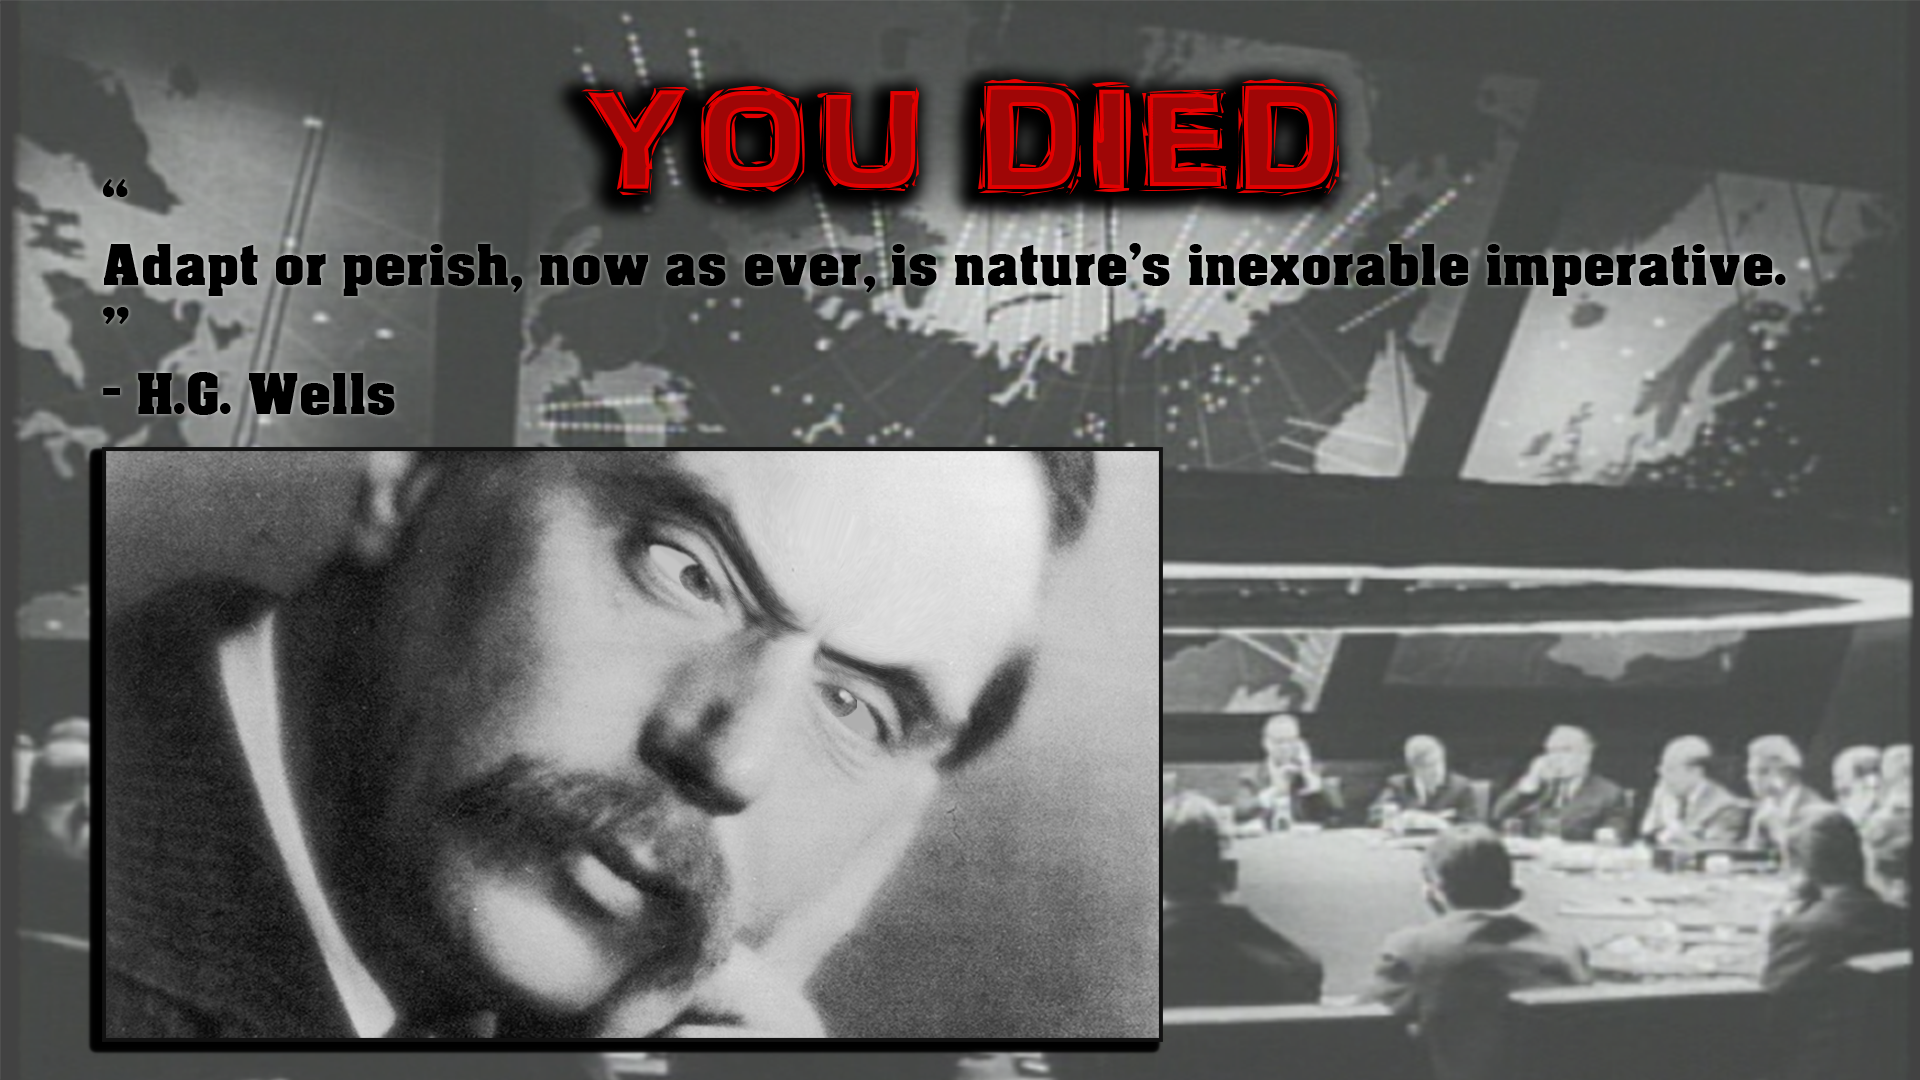 YOU DIED
“
Adapt or perish, now as ever, is nature’s inexorable imperative.
”
- H.G. Wells